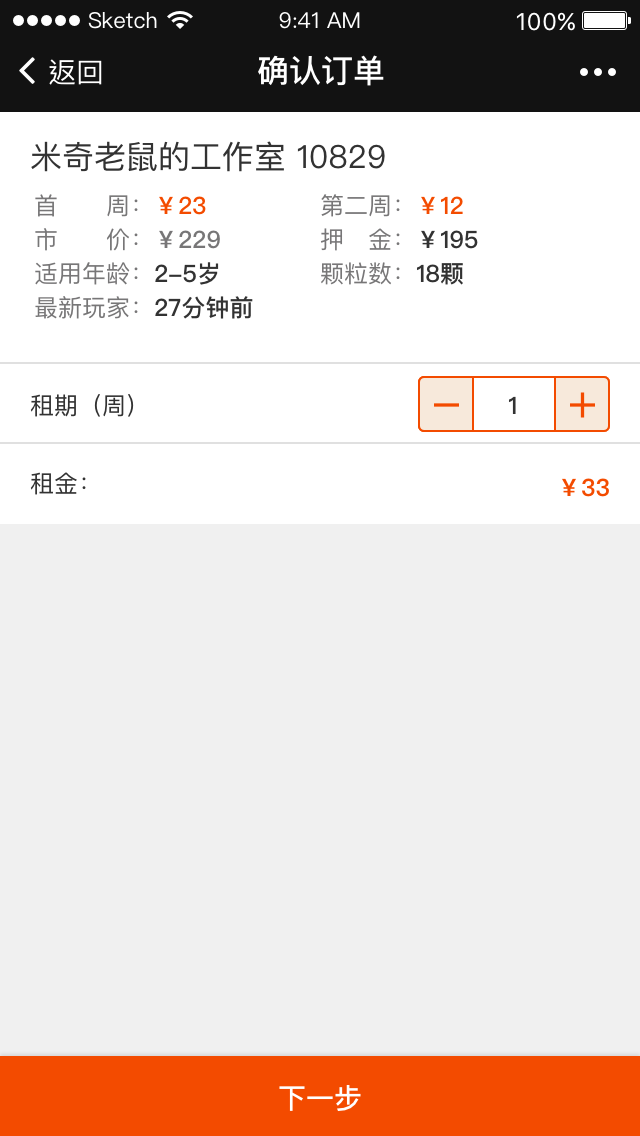 Sketch 9:41 AM 100%
返回 确认订单
米奇老鼠的工作室 10829
首 周: ¥23 第二周: ¥12
市 价: ¥229 押 金: ¥195
适用年龄: 2–5岁 颗粒数: 18颗
最新玩家: 27分钟前
租期（周） 1
租金: ¥33
下一步